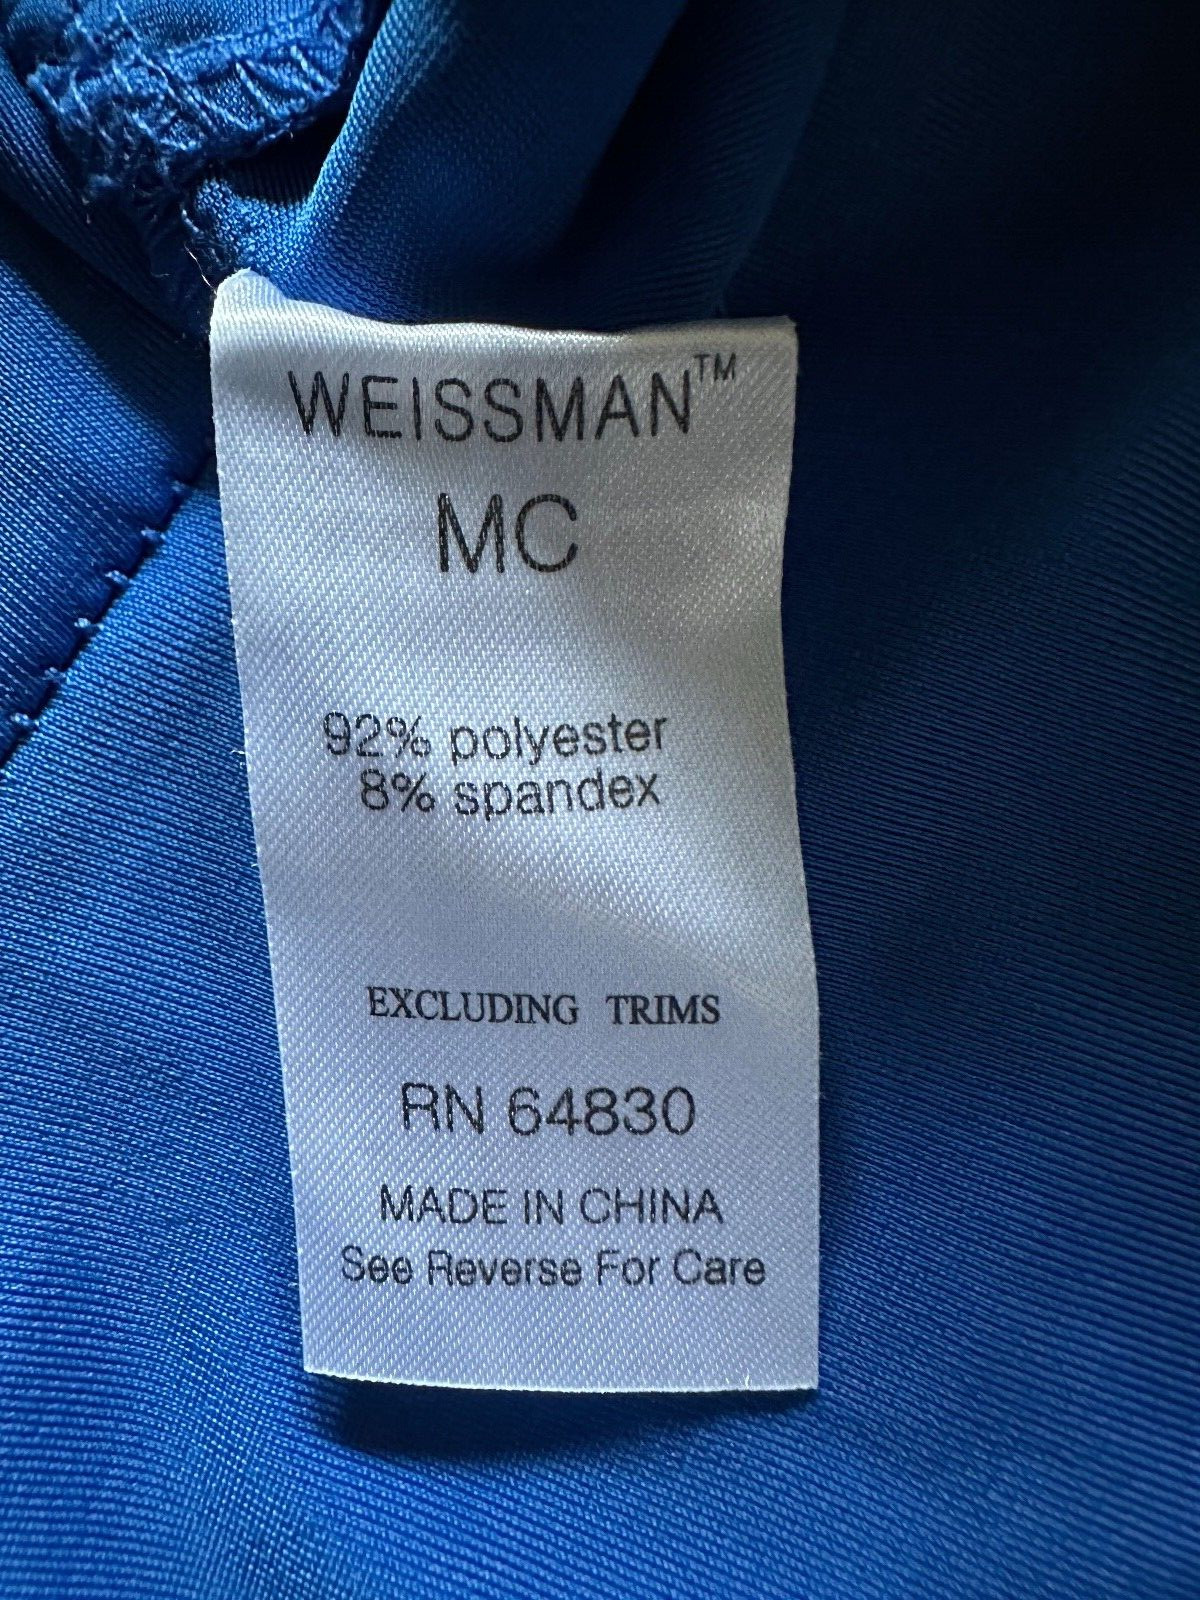 WEISSMAN™
MC
92% polyester
8% spandex
EXCLUDING TRIMS
RN 64830
MADE IN CHINA
See Reverse For Care